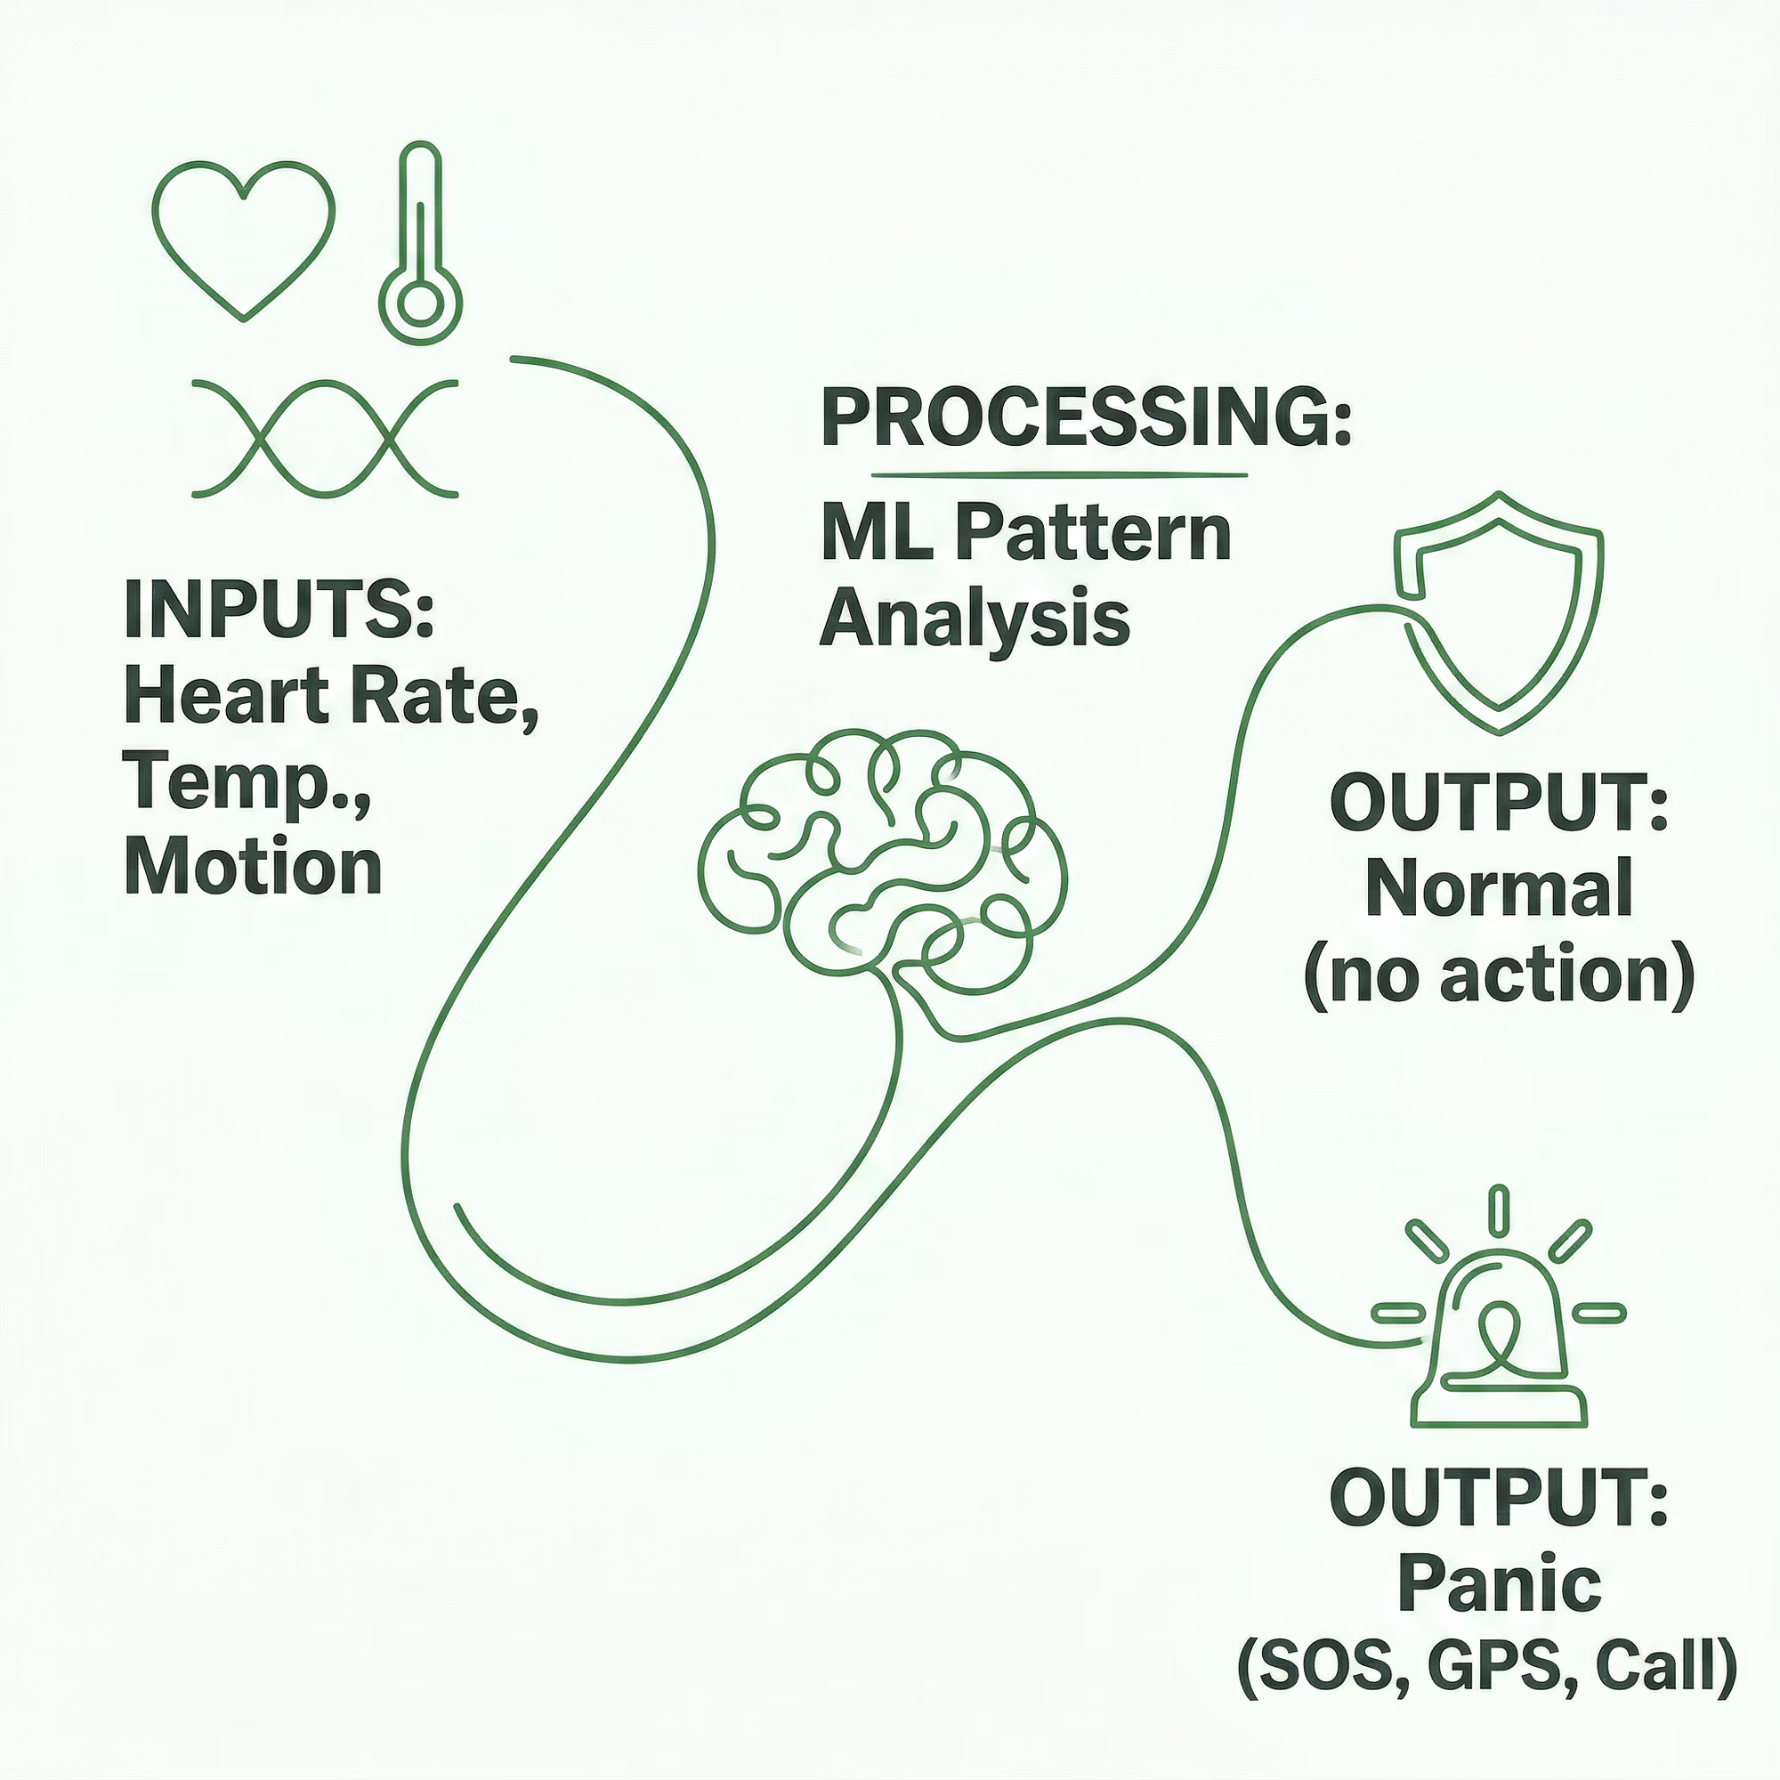 INPUTS:
Heart Rate,
Temp.,
Motion
PROCESSING:
ML Pattern
Analysis
OUTPUT:
Normal
(no action)
OUTPUT:
Panic
(SOS, GPS, Call)